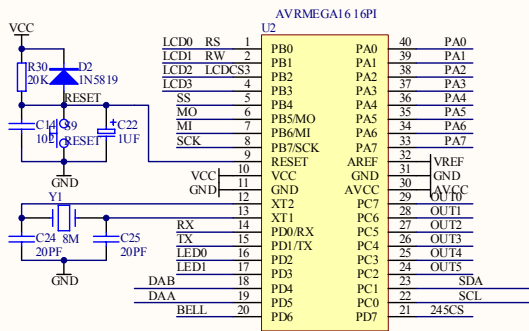 AVRMEGA16 16PI
U2
VCC
R30
20K
D2
1N5819
RESET
C14
102
S9
RESET
C22
1UF
GND
Y1
8M
C24
20PF
C25
20PF
GND
LCD0 RS 1 PB0 PA0 40 PA0
LCD1 RW 2 PB1 PA1 39 PA1
LCD2 LCDCS3 PB2 PA2 38 PA2
LCD3 4 PB3 PA3 37 PA3
SS 5 PB4 PA4 36 PA4
MO 6 PB5/MO PA5 35 PA5
MI 7 PB6/MI PA6 34 PA6
SCK 8 PB7/SCK PA7 33 PA7
9 RESET AREF 32 VREF
VCC 10 VCC GND 31 GND
GND 11 GND AVCC 30 AVCC
12 XT2 PC7 29 OUT0
13 XT1 PC6 28 OUT1
RX 14 PD0/RX PC5 27 OUT2
TX 15 PD1/TX PC4 26 OUT3
LED0 16 PD2 PC3 25 OUT4
LED1 17 PD3 PC2 24 OUT5
DAB 18 PD4 PC1 23 SDA
DAA 19 PD5 PC0 22 SCL
BELL 20 PD6 PD7 21 245CS